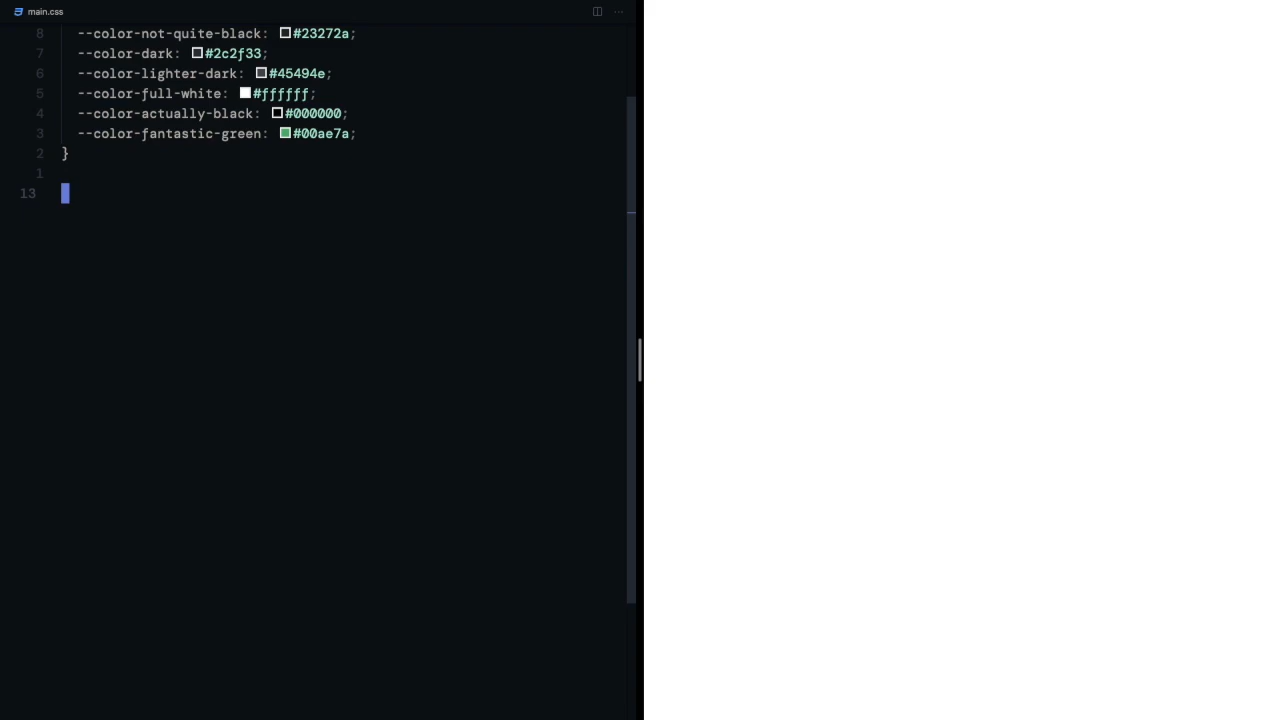 main.css
8 --color-not-quite-black: #23272a;
7 --color-dark: #2c2f33;
6 --color-lighter-dark: #45494e;
5 --color-full-white: #ffffff;
4 --color-actually-black: #000000;
3 --color-fantastic-green: #00ae7a;
2 }
1
13